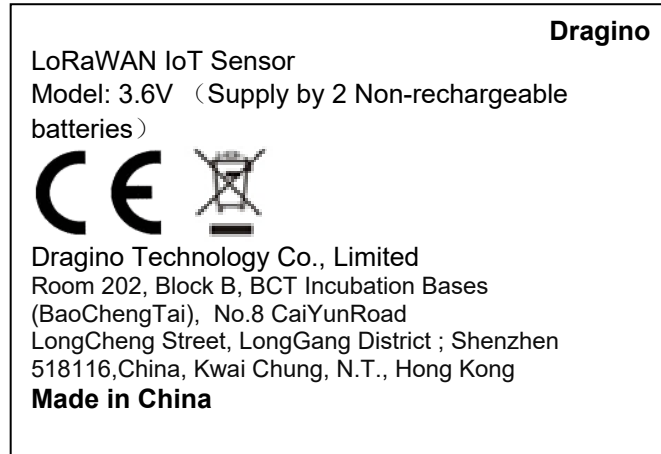 Dragino
LoRaWAN IoT Sensor
Model: 3.6V （Supply by 2 Non-rechargeable
batteries）
CE
Dragino Technology Co., Limited
Room 202, Block B, BCT Incubation Bases
(BaoChengTai), No.8 CaiYunRoad
LongCheng Street, LongGang District ; Shenzhen
518116,China, Kwai Chung, N.T., Hong Kong
Made in China